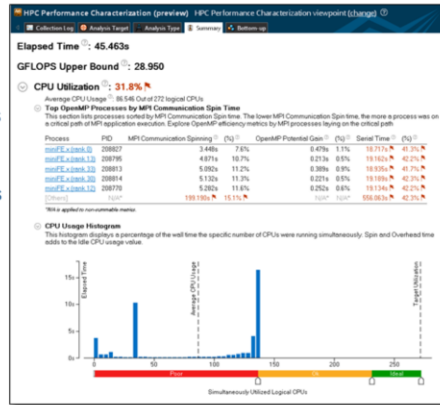 HPC Performance Characterization (preview) HPC Performance Characterization viewpoint (change)
Collection Log Analysis Target Analysis Type Summary Bottom-up
Elapsed Time: 45.463s
GFLOPS Upper Bound: 28.950
CPU Utilization: 31.8%
Average CPU Usage: 86.546 Out of 272 logical CPUs
Top OpenMP Processes by MPI Communication Spin Time
This section lists processes sorted by MPI Communication Spin time. The lower MPI Communication Spin time, the more a process was on
a critical path of MPI application execution. Explore OpenMP efficiency metrics by MPI processes laying on the critical path.
Process PID MPI Communication Spinning (%) OpenMP Potential Gain (%) Serial Time (%)
miniFE.x (rank 5) 208827 3.448s 7.6% 0.479s 1.1% 18.717s 41.3%
miniFE.x (rank 13) 208795 4.871s 10.7% 0.213s 0.5% 19.162s 42.2%
miniFE.x (rank 33) 208813 5.092s 11.2% 0.389s 0.9% 18.935s 41.7%
miniFE.x (rank 30) 208814 5.132s 11.3% 0.221s 0.5% 19.189s 42.3%
miniFE.x (rank 12) 208770 5.282s 11.6% 0.252s 0.6% 19.134s 42.2%
[Others] N/A* 199.190s 15.1% N/A* N/A* 556.063s 42.3%
*N/A is applied to non-summable metrics.
CPU Usage Histogram
This histogram displays a percentage of the wall time the specific number of CPUs were running simultaneously. Spin and Overhead time
adds to the Idle CPU usage value.
Elapsed Time
Average CPU Usage
Target Utilization
15s
10s
5s
0s
0 50 100 150 200 250
Poor Ok Ideal
Simultaneously Utilized Logical CPUs